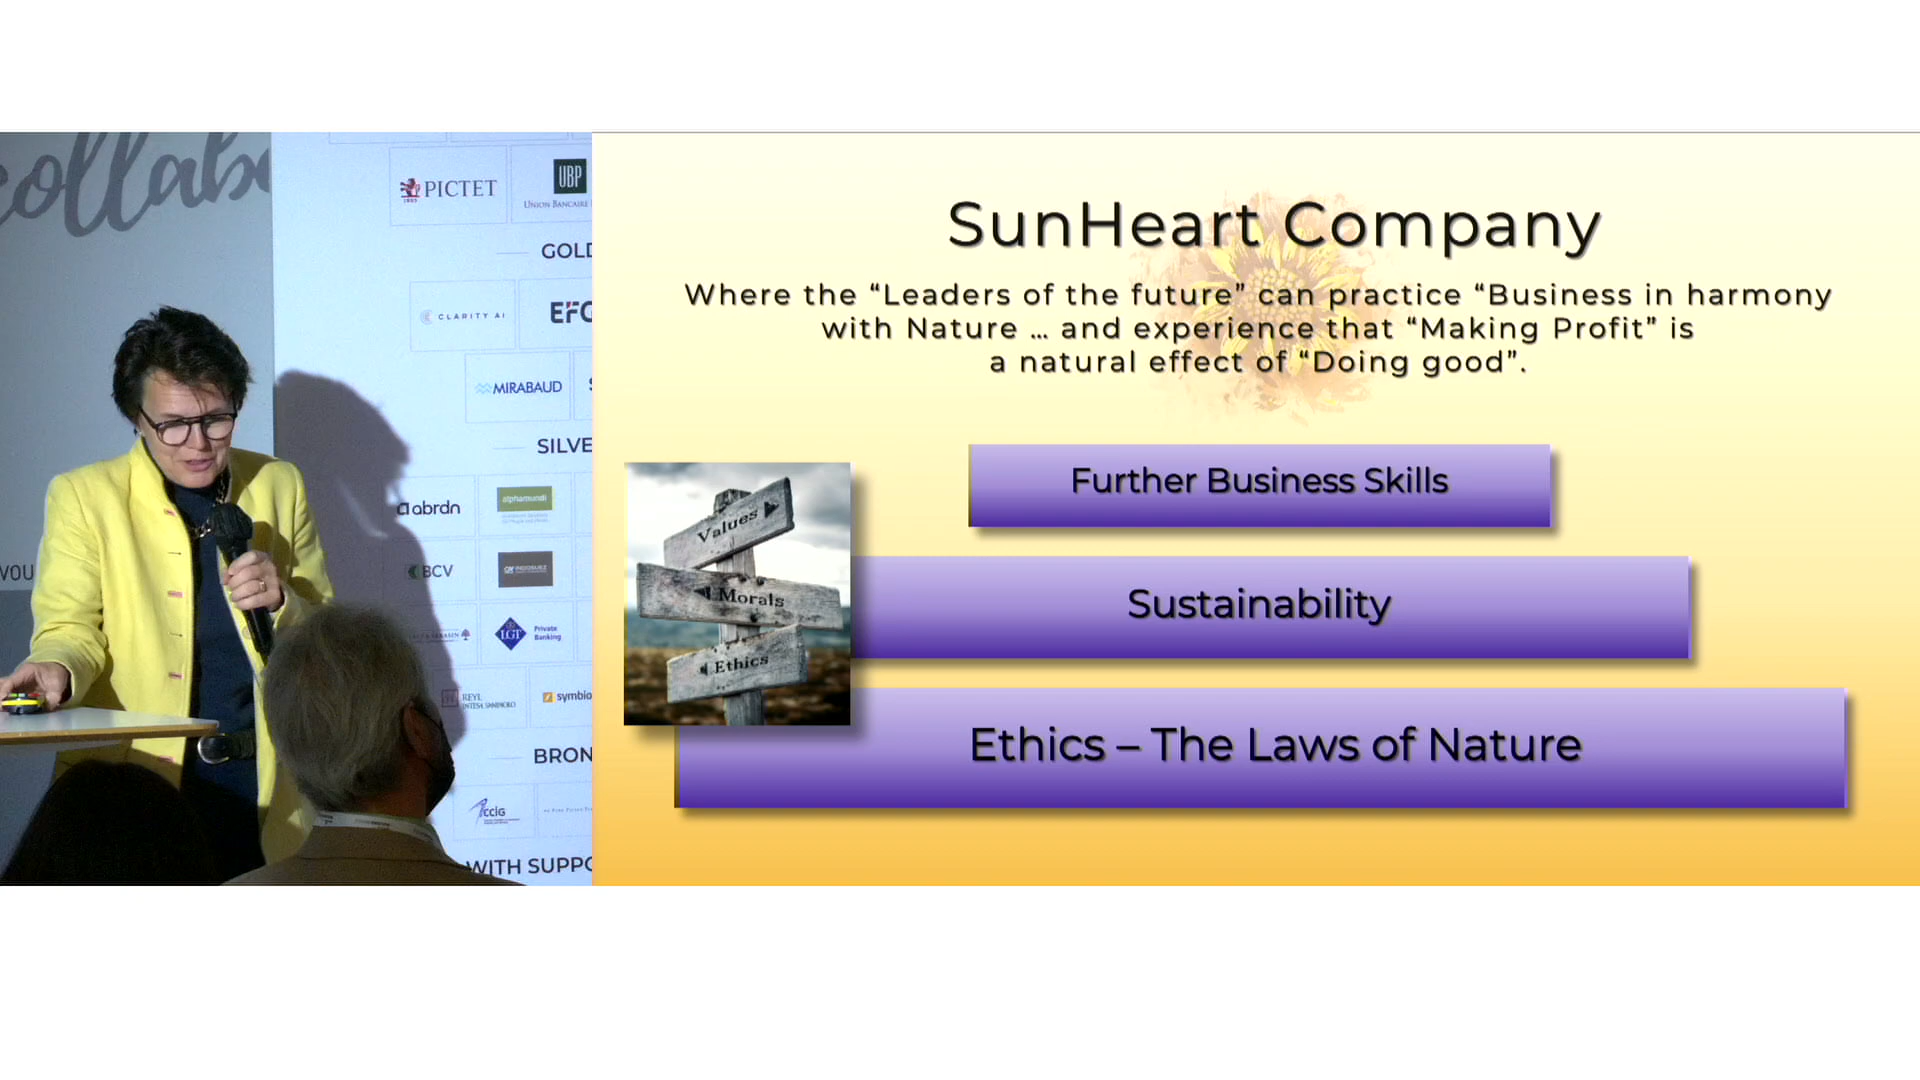 collab
YOU
PICTET
1805
UBP
UNION BANCAIRE
GOLD
CLARITY AI
EFG
MIRABAUD
SILVE
abrdn
alphamundi
BCV
INDOSUEZ
LGT
Private
Banking
REYL
INTESA SANPAOLO
symbio
BRON
CCIG
WITH SUPPO
SunHeart Company
Where the “Leaders of the future” can practice “Business in harmony
with Nature ... and experience that “Making Profit” is
a natural effect of “Doing good”.
Values
Morals
Ethics
Further Business Skills
Sustainability
Ethics – The Laws of Nature